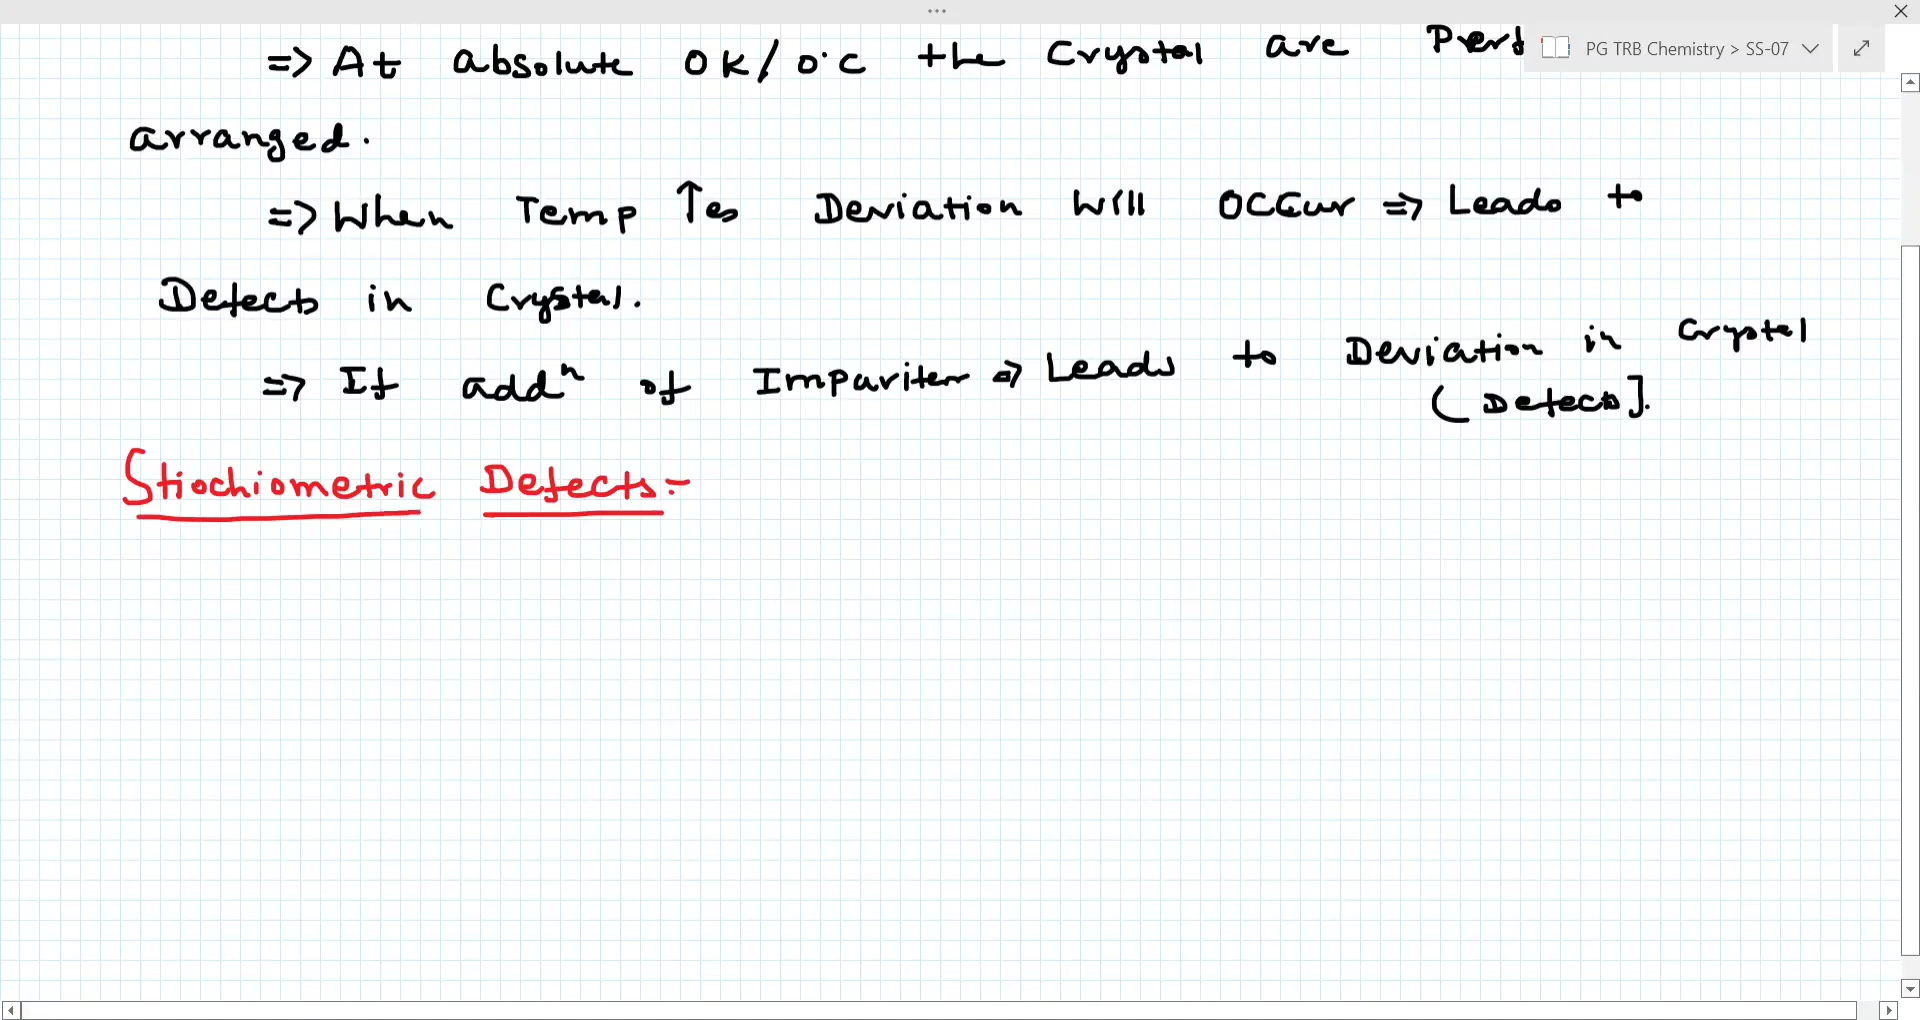 => At absolute 0K/0°C the Crystal are
PG TRB Chemistry > SS-07
arranged.
=> When Temp ↑es Deviation Will OCCur => Leads to
Defects in Crystal.
=> If addⁿ of Impurities => Leads to Deviation in Crystal
(Defects].
Stiochiometric Defects:-